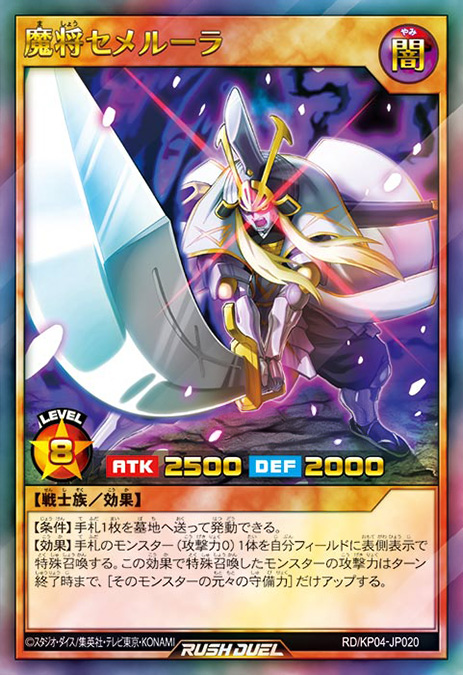 魔将セメルーラ
ま しょう
闇
やみ
LEVEL
8
ATK 2500 DEF 2000
【戦士族／効果】
【条件】手札1枚を墓地へ送って発動できる。
【効果】手札のモンスター（攻撃力0）1体を自分フィールドに表側表示で
特殊召喚する。この効果で特殊召喚したモンスターの攻撃力はターン
終了時まで、[そのモンスターの元々の守備力]だけアップする。
©スタジオ・ダイス/集英社・テレビ東京・KONAMI
RUSH DUEL
RD/KP04-JP020